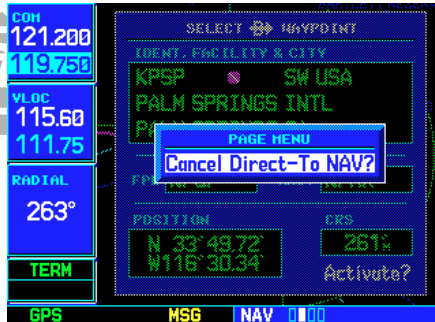 COM
121.200
119.750
VLOC
115.60
111.75
RADIAL
263°
TERM
SELECT WAYPOINT
IDENT, FACILITY & CITY
KPSP SW USA
PALM SPRINGS INTL
PAGE MENU
Cancel Direct-To NAV?
FPL
POSITION CRS
N 33°49.72' 261°
W116°30.34'
Activate?
GPS MSG NAV